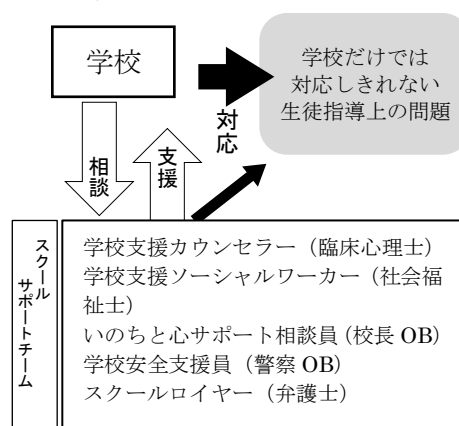 学校
学校だけでは
対応しきれない
生徒指導上の問題
対応
相談
支援
スクール
サポートチーム
学校支援カウンセラー（臨床心理士）
学校支援ソーシャルワーカー（社会福
祉士）
いのちと心サポート相談員（校長 OB）
学校安全支援員（警察 OB）
スクールロイヤー（弁護士）